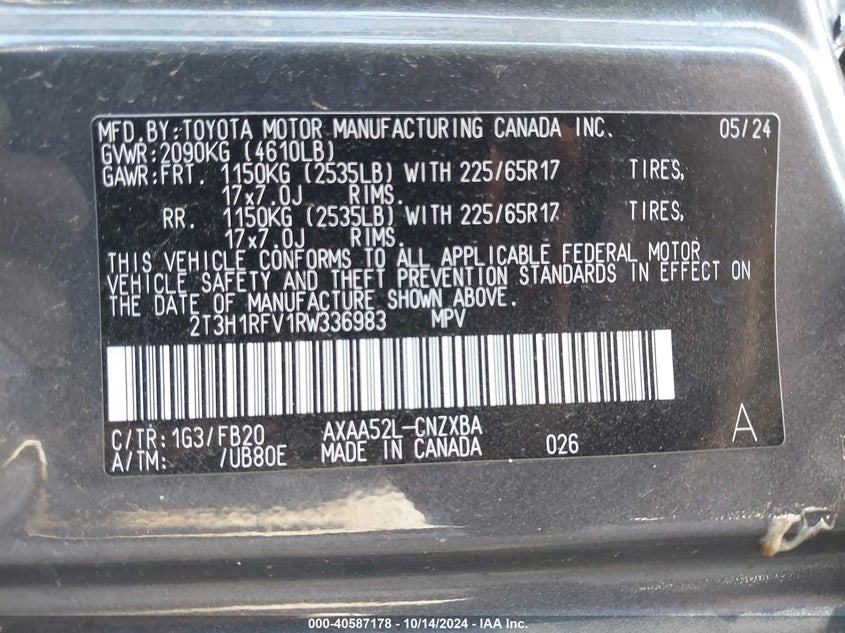 MFD. BY: TOYOTA MOTOR MANUFACTURING CANADA INC. 05/24
GVWR: 2090KG (4610LB)
GAWR: FRT. 1150KG (2535LB) WITH 225/65R17 TIRES,
17x7.0J RIMS.
RR. 1150KG (2535LB) WITH 225/65R17 TIRES,
17x7.0J RIMS.
THIS VEHICLE CONFORMS TO ALL APPLICABLE FEDERAL MOTOR
VEHICLE SAFETY AND THEFT PREVENTION STANDARDS IN EFFECT ON
THE DATE OF MANUFACTURE SHOWN ABOVE.
2T3H1RFV1RW336983 MPV
C/TR: 1G3/FB20 AXAA52L-CNZXBA
A/TM: /UB80E MADE IN CANADA 026 A
000-40587178 - 10/14/2024 - IAA Inc.